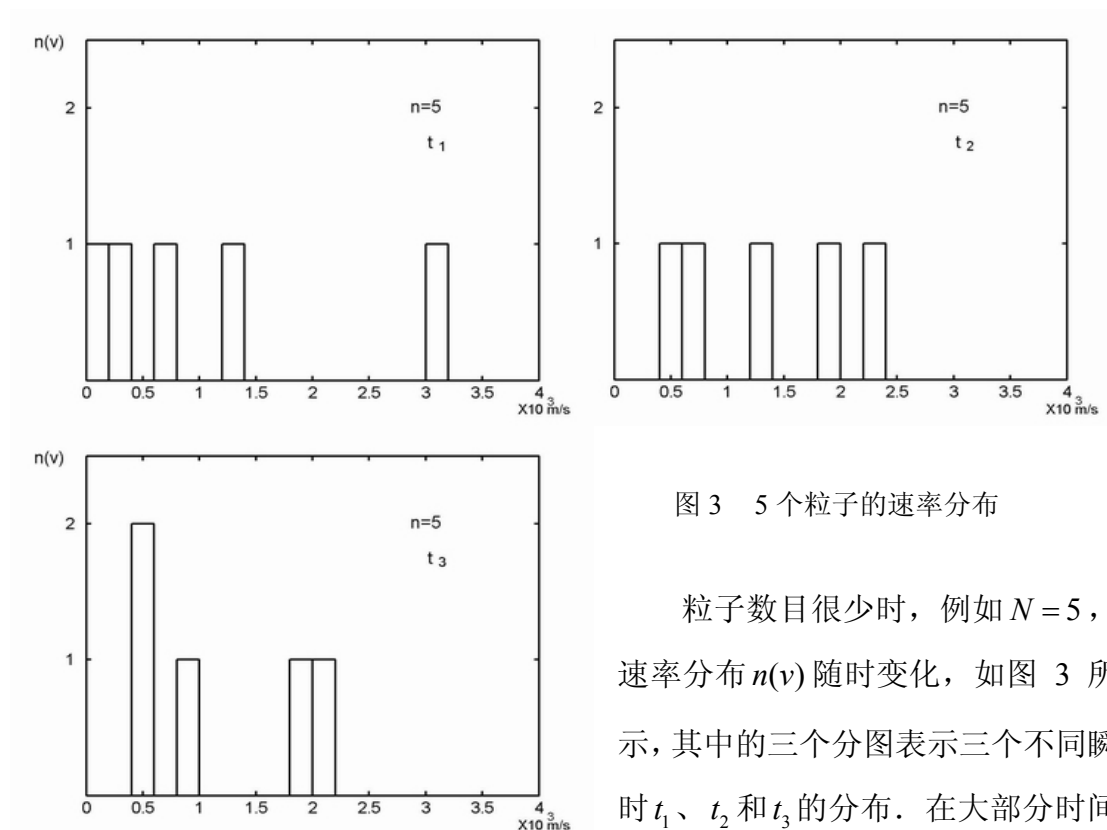 n(v)
2
1
n=5
t₁
0 0.5 1 1.5 2 2.5 3 3.5 4
X10³m/s
2
1
n=5
t₂
0 0.5 1 1.5 2 2.5 3 3.5 4
X10³m/s
n(v)
2
1
n=5
t₃
0 0.5 1 1.5 2 2.5 3 3.5 4
X10³m/s
图 3 5 个粒子的速率分布
粒子数目很少时，例如 N = 5，
速率分布 n(v) 随时变化，如图 3 所
示，其中的三个分图表示三个不同瞬
时 t₁、t₂ 和 t₃ 的分布．在大部分时间